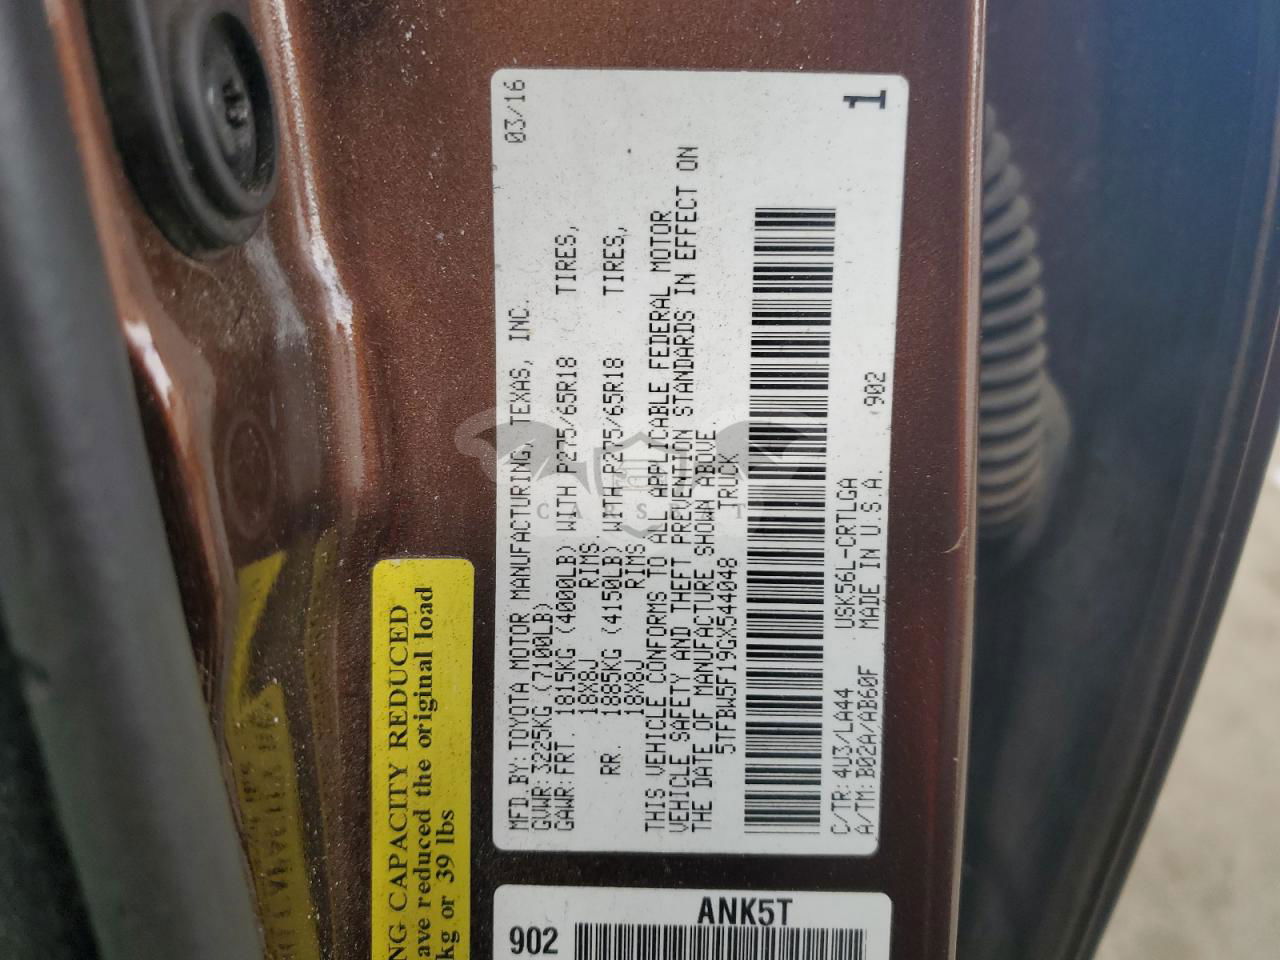 MFD.BY:TOYOTA MOTOR MANUFACTURING, TEXAS, INC. 03/16
GVWR:3225KG (7100LB)
GAWR:FRT. 1815KG (4000LB) WITH P275/65R18 TIRES,
18X8J RIMS
RR. 1885KG (4150LB) WITH P275/65R18 TIRES,
18X8J RIMS
THIS VEHICLE CONFORMS TO ALL APPLICABLE FEDERAL MOTOR
VEHICLE SAFETY AND THEFT PREVENTION STANDARDS IN EFFECT ON
THE DATE OF MANUFACTURE SHOWN ABOVE
5TFBW5F19GX544048 TRUCK
C/TR:4U3/LA44 USK56L-CRTLGA
A/TM:B02A/AB60F MADE IN U.S.A. 902
1
NG CAPACITY REDUCED
ave reduced the original load
kg or 39 lbs
ANK5T
902
CARS